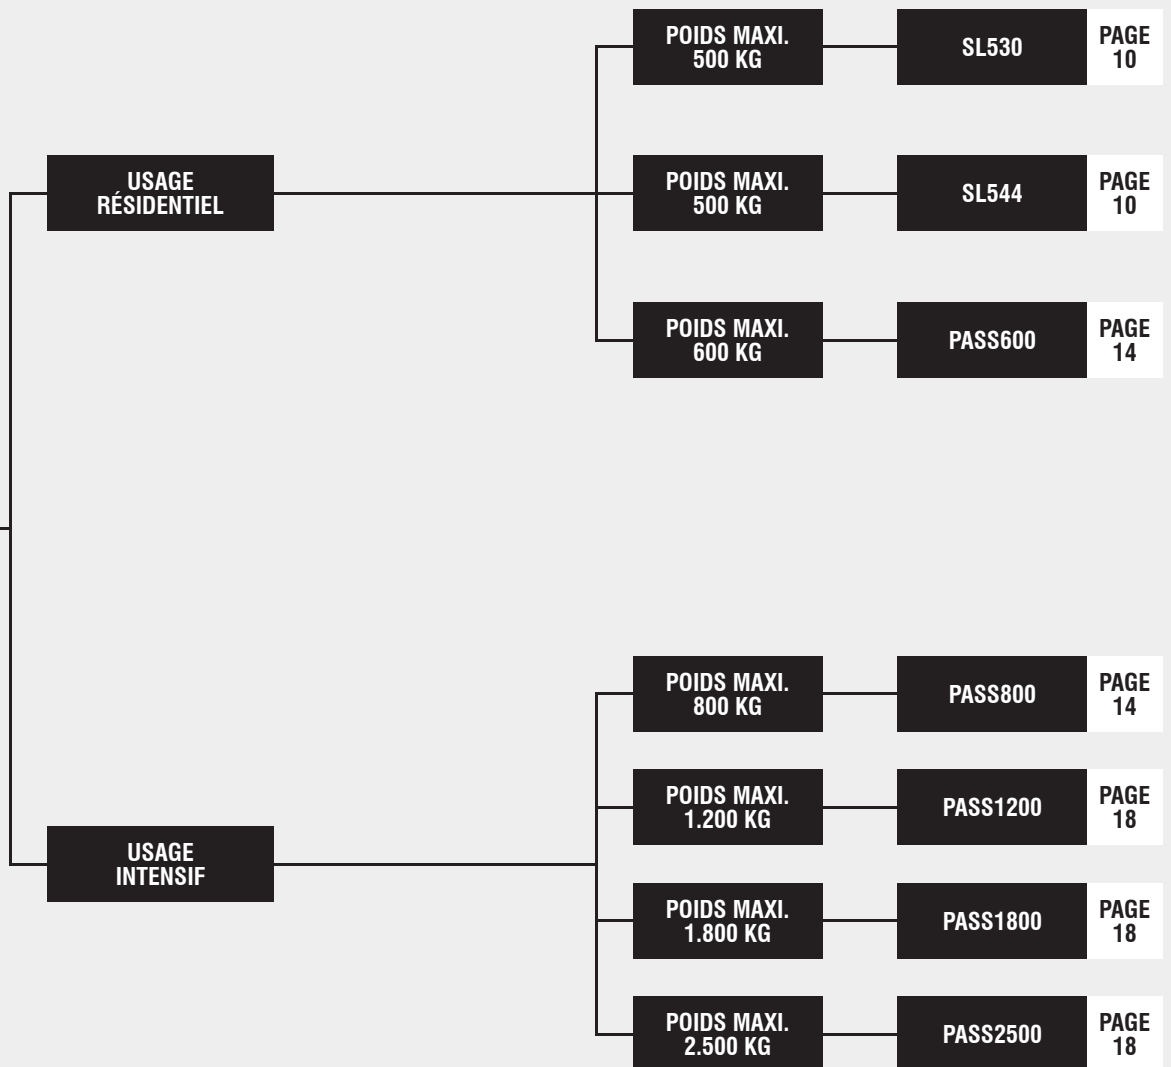 POIDS MAXI.
500 KG
SL530
PAGE
10
USAGE
RÉSIDENTIEL
POIDS MAXI.
500 KG
SL544
PAGE
10
POIDS MAXI.
600 KG
PASS600
PAGE
14
POIDS MAXI.
800 KG
PASS800
PAGE
14
POIDS MAXI.
1.200 KG
PASS1200
PAGE
18
USAGE
INTENSIF
POIDS MAXI.
1.800 KG
PASS1800
PAGE
18
POIDS MAXI.
2.500 KG
PASS2500
PAGE
18